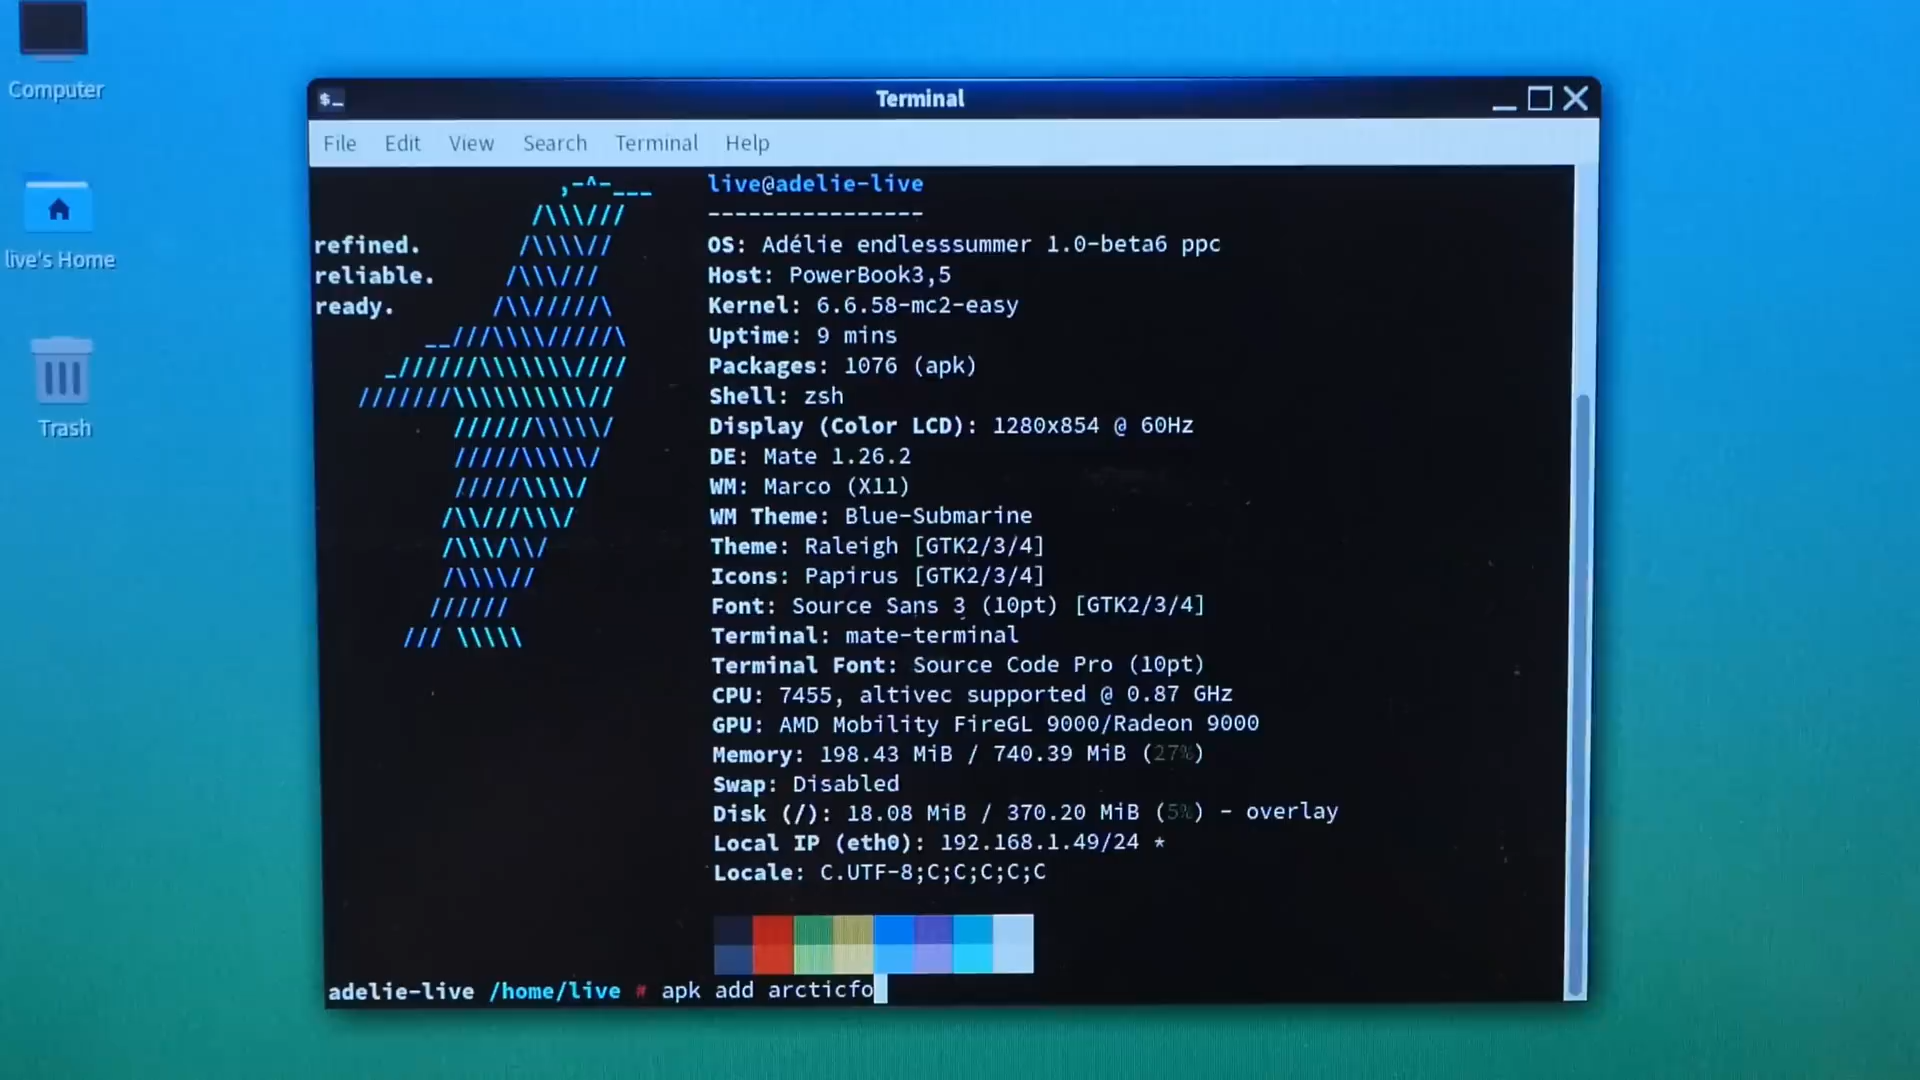 Computer
live's Home
Trash
$_
Terminal
File Edit View Search Terminal Help
refined.
reliable.
ready.
live@adelie-live
----------------
OS: Adélie endlesssummer 1.0-beta6 ppc
Host: PowerBook3,5
Kernel: 6.6.58-mc2-easy
Uptime: 9 mins
Packages: 1076 (apk)
Shell: zsh
Display (Color LCD): 1280x854 @ 60Hz
DE: Mate 1.26.2
WM: Marco (X11)
WM Theme: Blue-Submarine
Theme: Raleigh [GTK2/3/4]
Icons: Papirus [GTK2/3/4]
Font: Source Sans 3 (10pt) [GTK2/3/4]
Terminal: mate-terminal
Terminal Font: Source Code Pro (10pt)
CPU: 7455, altivec supported @ 0.87 GHz
GPU: AMD Mobility FireGL 9000/Radeon 9000
Memory: 198.43 MiB / 740.39 MiB (27%)
Swap: Disabled
Disk (/): 18.08 MiB / 370.20 MiB (5%) - overlay
Local IP (eth0): 192.168.1.49/24 *
Locale: C.UTF-8;C;C;C;C;C
adelie-live /home/live # apk add arcticfo